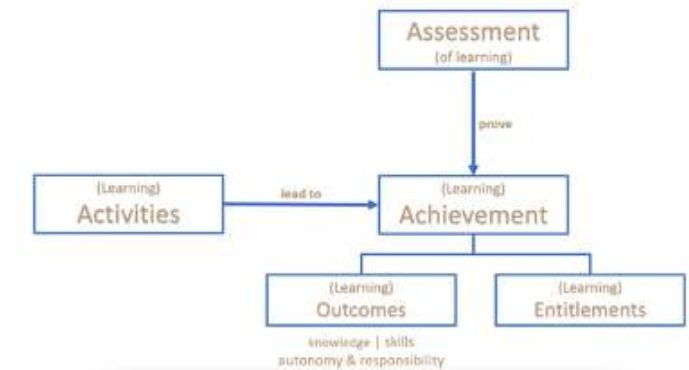 Assessment
(of learning)
prove
(Learning)
Activities
lead to
(Learning)
Achievement
(Learning)
Outcomes
(Learning)
Entitlements
knowledge | skills
autonomy & responsibility